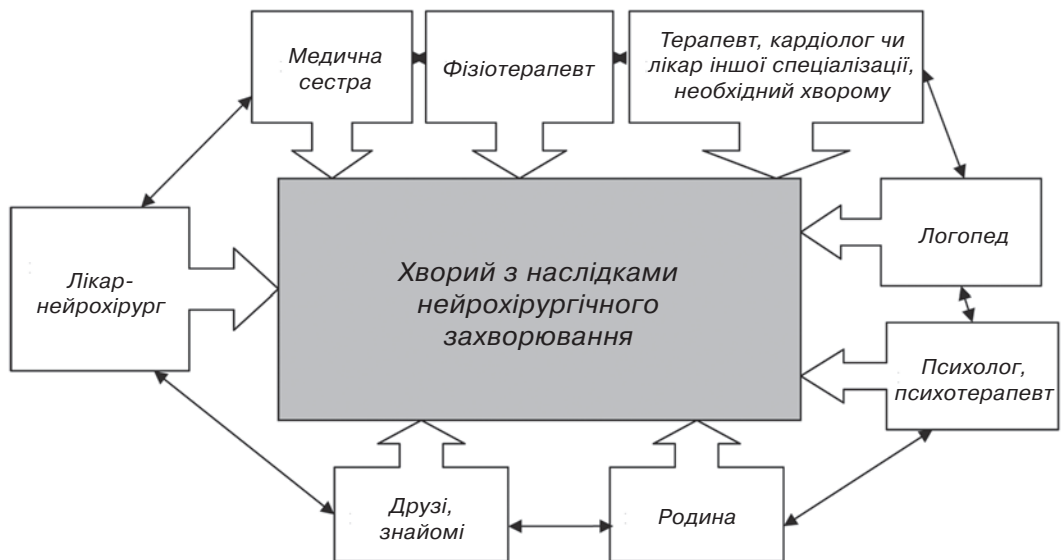 Медична
сестра
Фізіотерапевт
Терапевт, кардіолог чи
лікар іншої спеціалізації,
необхідний хворому
Лікар-
нейрохірург
Хворий з наслідками
нейрохірургічного
захворювання
Логопед
Психолог,
психотерапевт
Друзі,
знайомі
Родина